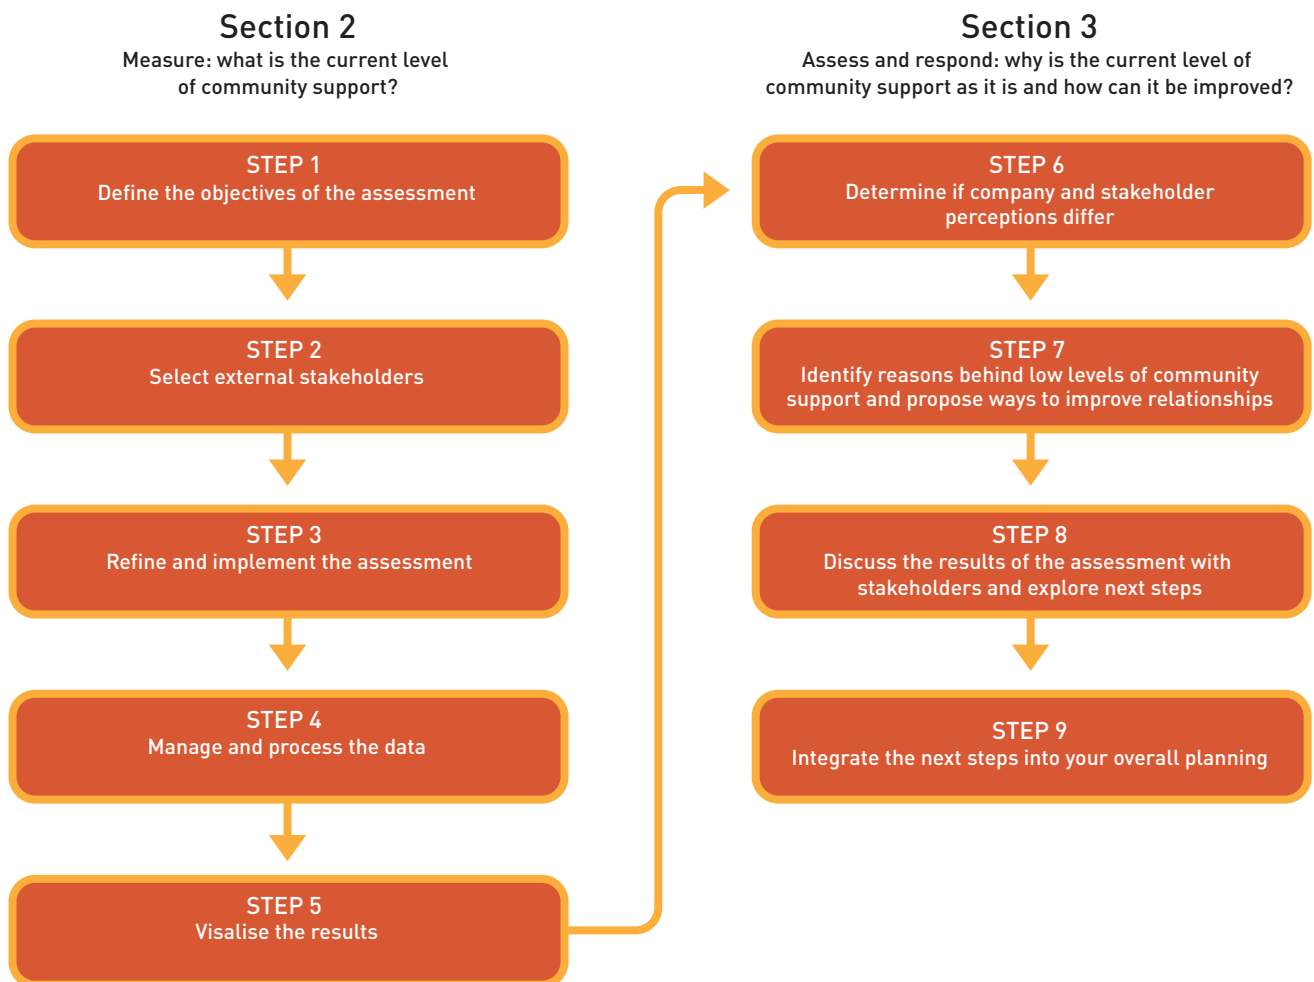 Section 2
Measure: what is the current level
of community support?
STEP 1
Define the objectives of the assessment
STEP 2
Select external stakeholders
STEP 3
Refine and implement the assessment
STEP 4
Manage and process the data
STEP 5
Visalise the results
Section 3
Assess and respond: why is the current level of
community support as it is and how can it be improved?
STEP 6
Determine if company and stakeholder
perceptions differ
STEP 7
Identify reasons behind low levels of community
support and propose ways to improve relationships
STEP 8
Discuss the results of the assessment with
stakeholders and explore next steps
STEP 9
Integrate the next steps into your overall planning